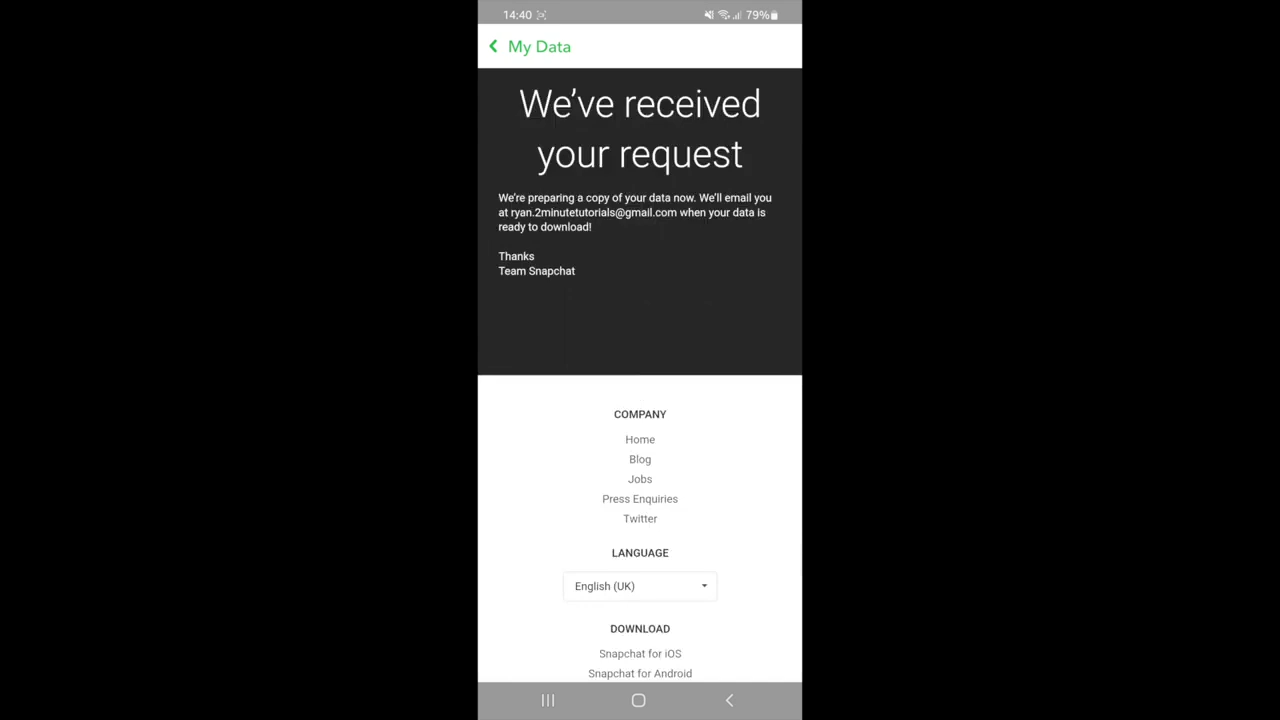 14:40 79%
My Data
We've received
your request
We're preparing a copy of your data now. We'll email you
at ryan.2minutetutorials@gmail.com when your data is
ready to download!
Thanks
Team Snapchat
COMPANY
Home
Blog
Jobs
Press Enquiries
Twitter
LANGUAGE
English (UK)
DOWNLOAD
Snapchat for iOS
Snapchat for Android